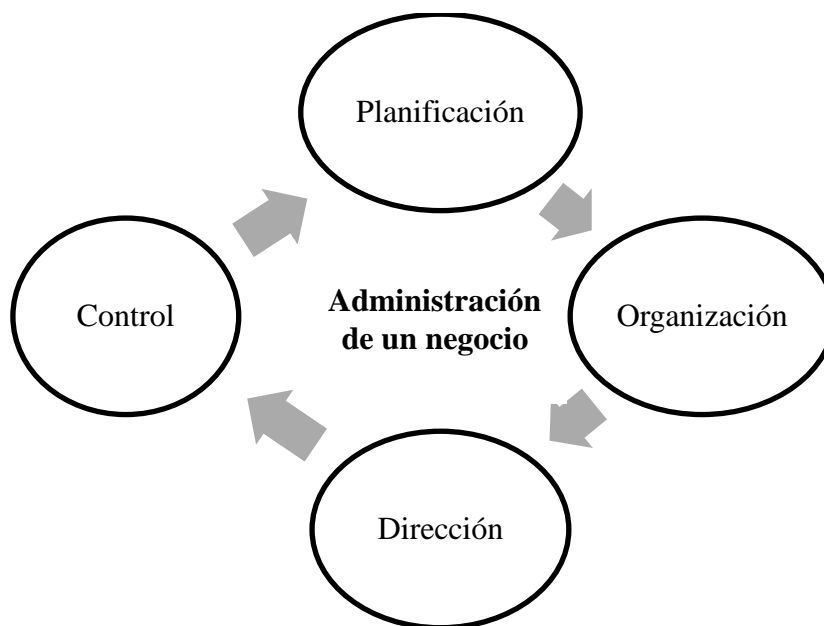 Planificación
Control
Administración
de un negocio
Organización
Dirección